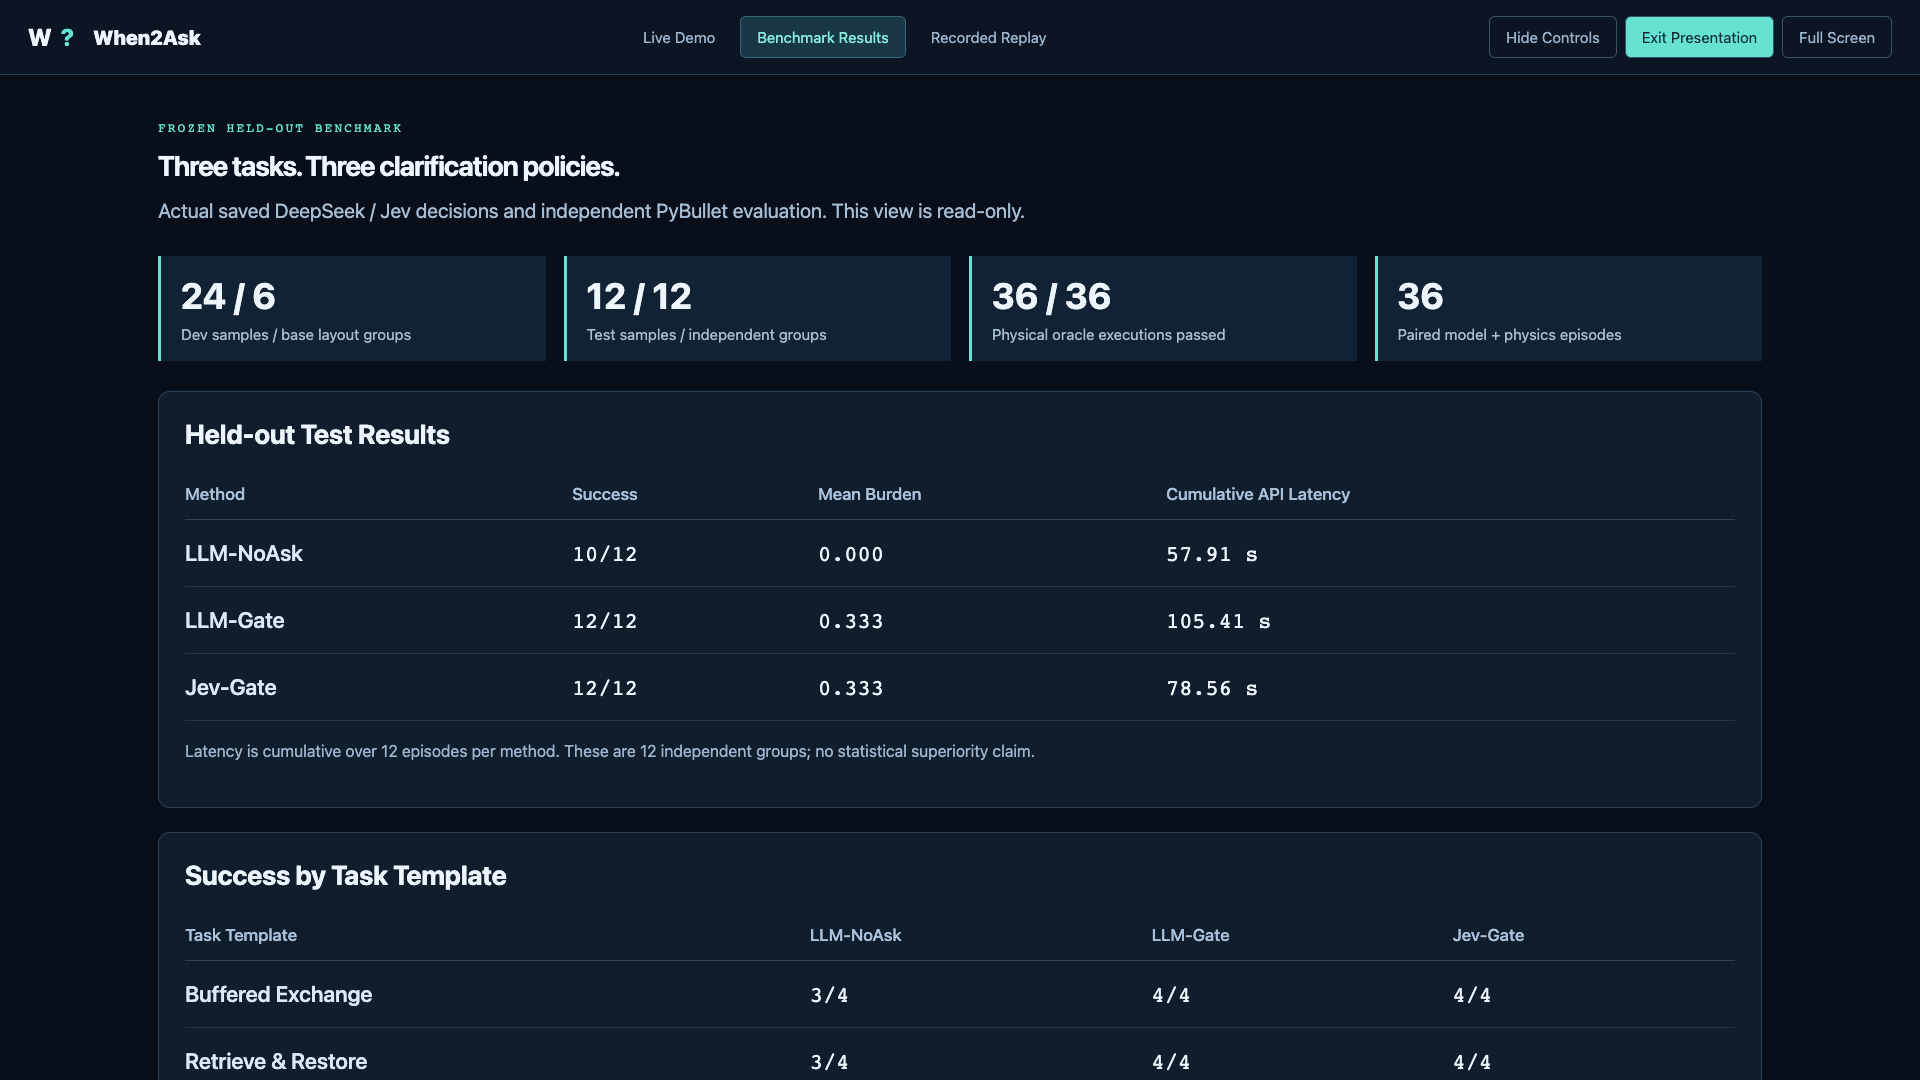 W ? When2Ask
Live Demo
Benchmark Results
Recorded Replay
Hide Controls
Exit Presentation
Full Screen
FROZEN HELD-OUT BENCHMARK
Three tasks. Three clarification policies.
Actual saved DeepSeek / Jev decisions and independent PyBullet evaluation. This view is read-only.
24 / 6
Dev samples / base layout groups
12 / 12
Test samples / independent groups
36 / 36
Physical oracle executions passed
36
Paired model + physics episodes
Held-out Test Results
Method Success Mean Burden Cumulative API Latency
LLM-NoAsk 10/12 0.000 57.91 s
LLM-Gate 12/12 0.333 105.41 s
Jev-Gate 12/12 0.333 78.56 s
Latency is cumulative over 12 episodes per method. These are 12 independent groups; no statistical superiority claim.
Success by Task Template
Task Template LLM-NoAsk LLM-Gate Jev-Gate
Buffered Exchange 3/4 4/4 4/4
Retrieve & Restore 3/4 4/4 4/4